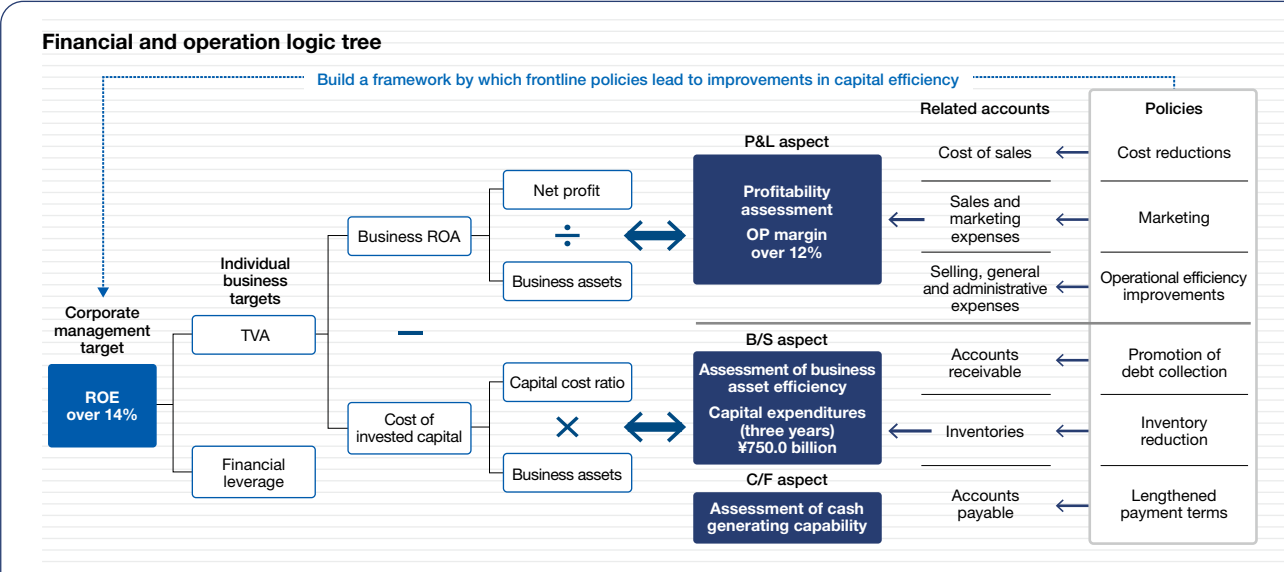 Financial and operation logic tree
Build a framework by which frontline policies lead to improvements in capital efficiency
Corporate
management
target
ROE
over 14%
Individual
business
targets
TVA
Financial
leverage
Business ROA
−
Cost of
invested capital
Net profit
÷
Business assets
Capital cost ratio
×
Business assets
P&L aspect
Profitability
assessment
OP margin
over 12%
B/S aspect
Assessment of business
asset efficiency
Capital expenditures
(three years)
¥750.0 billion
C/F aspect
Assessment of cash
generating capability
Related accounts
Cost of sales
Sales and
marketing
expenses
Selling, general
and administrative
expenses
Accounts
receivable
Inventories
Accounts
payable
Policies
Cost reductions
Marketing
Operational efficiency
improvements
Promotion of
debt collection
Inventory
reduction
Lengthened
payment terms